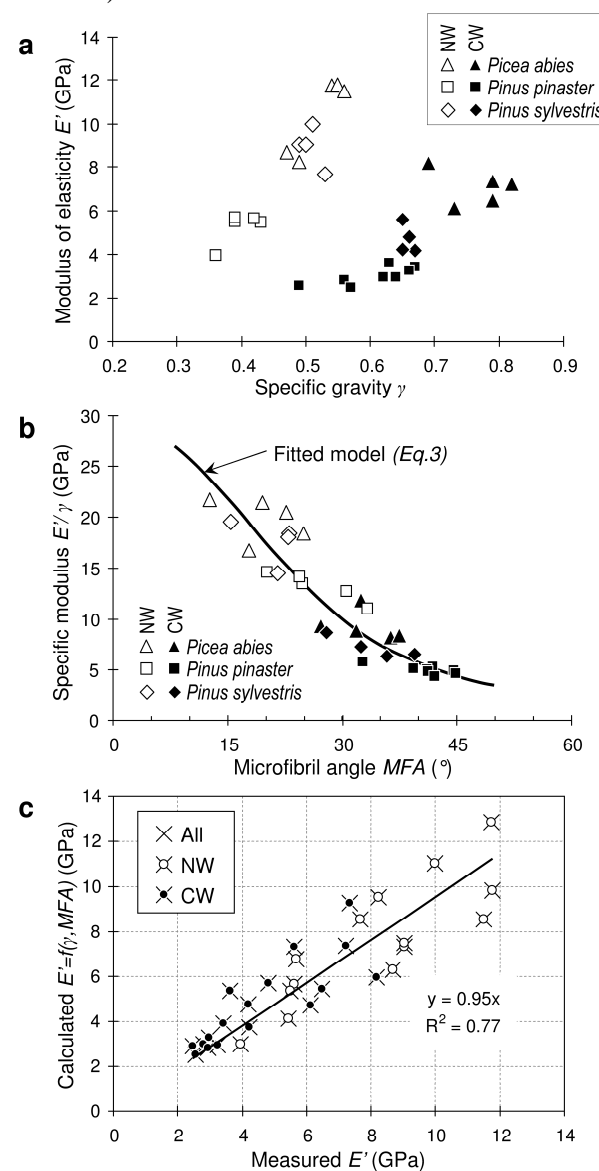 a
NW
CW
Picea abies
Pinus pinaster
Pinus sylvestris
Modulus of elasticity E' (GPa)
14
12
10
8
6
4
2
0
0.2 0.3 0.4 0.5 0.6 0.7 0.8 0.9
Specific gravity γ
b
Fitted model (Eq.3)
Specific modulus E'/γ (GPa)
30
25
20
15
10
5
0
NW
CW
Picea abies
Pinus pinaster
Pinus sylvestris
0 15 30 45 60
Microfibril angle MFA (°)
c
All
NW
CW
Calculated E'=f(γ,MFA) (GPa)
14
12
10
8
6
4
2
0
y = 0.95x
R² = 0.77
0 2 4 6 8 10 12 14
Measured E' (GPa)